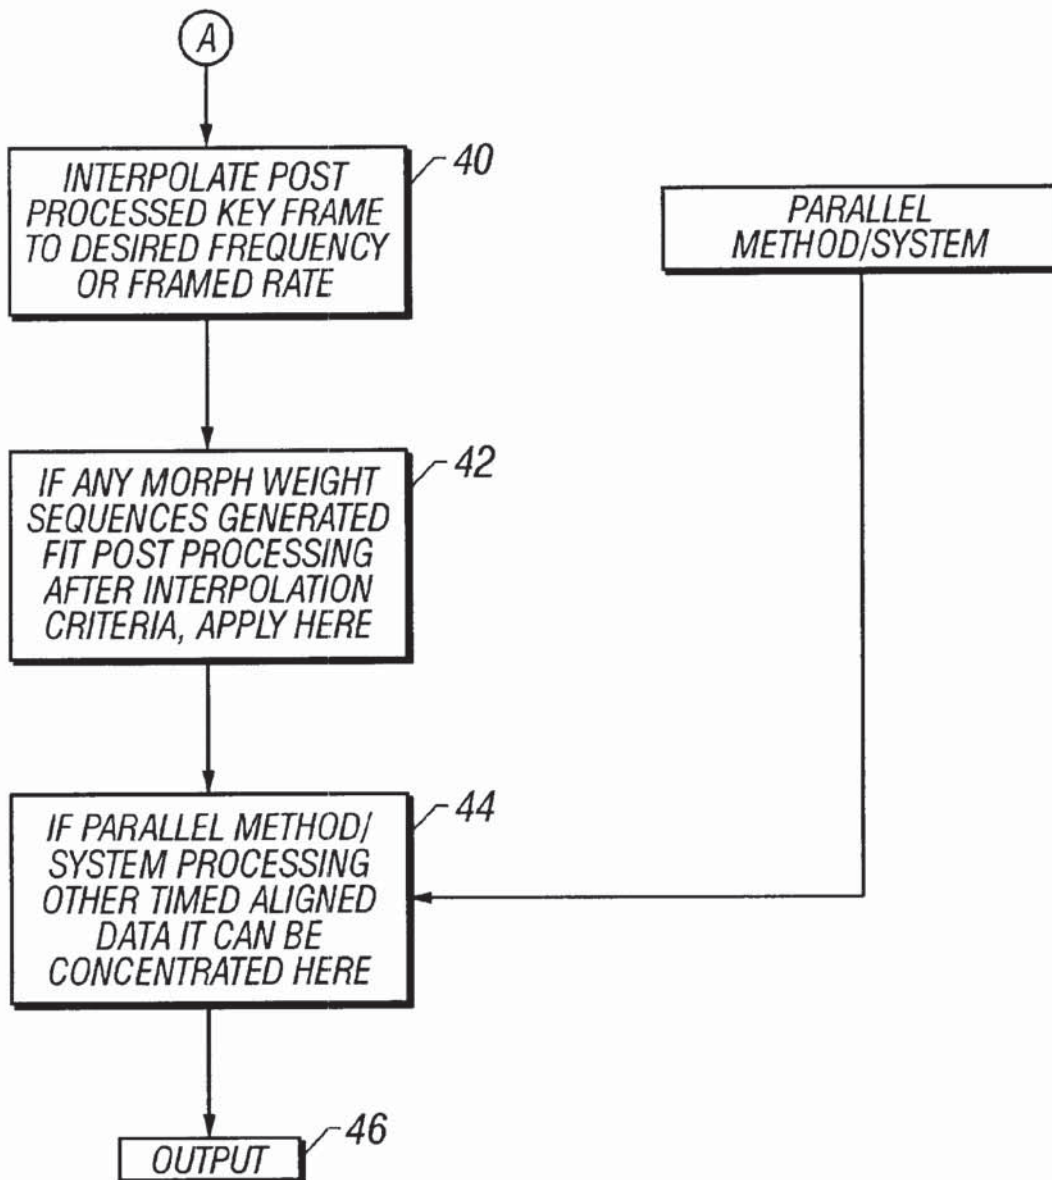 A
INTERPOLATE POST
PROCESSED KEY FRAME
TO DESIRED FREQUENCY
OR FRAMED RATE
40
PARALLEL
METHOD/SYSTEM
IF ANY MORPH WEIGHT
SEQUENCES GENERATED
FIT POST PROCESSING
AFTER INTERPOLATION
CRITERIA, APPLY HERE
42
IF PARALLEL METHOD/
SYSTEM PROCESSING
OTHER TIMED ALIGNED
DATA IT CAN BE
CONCENTRATED HERE
44
OUTPUT
46